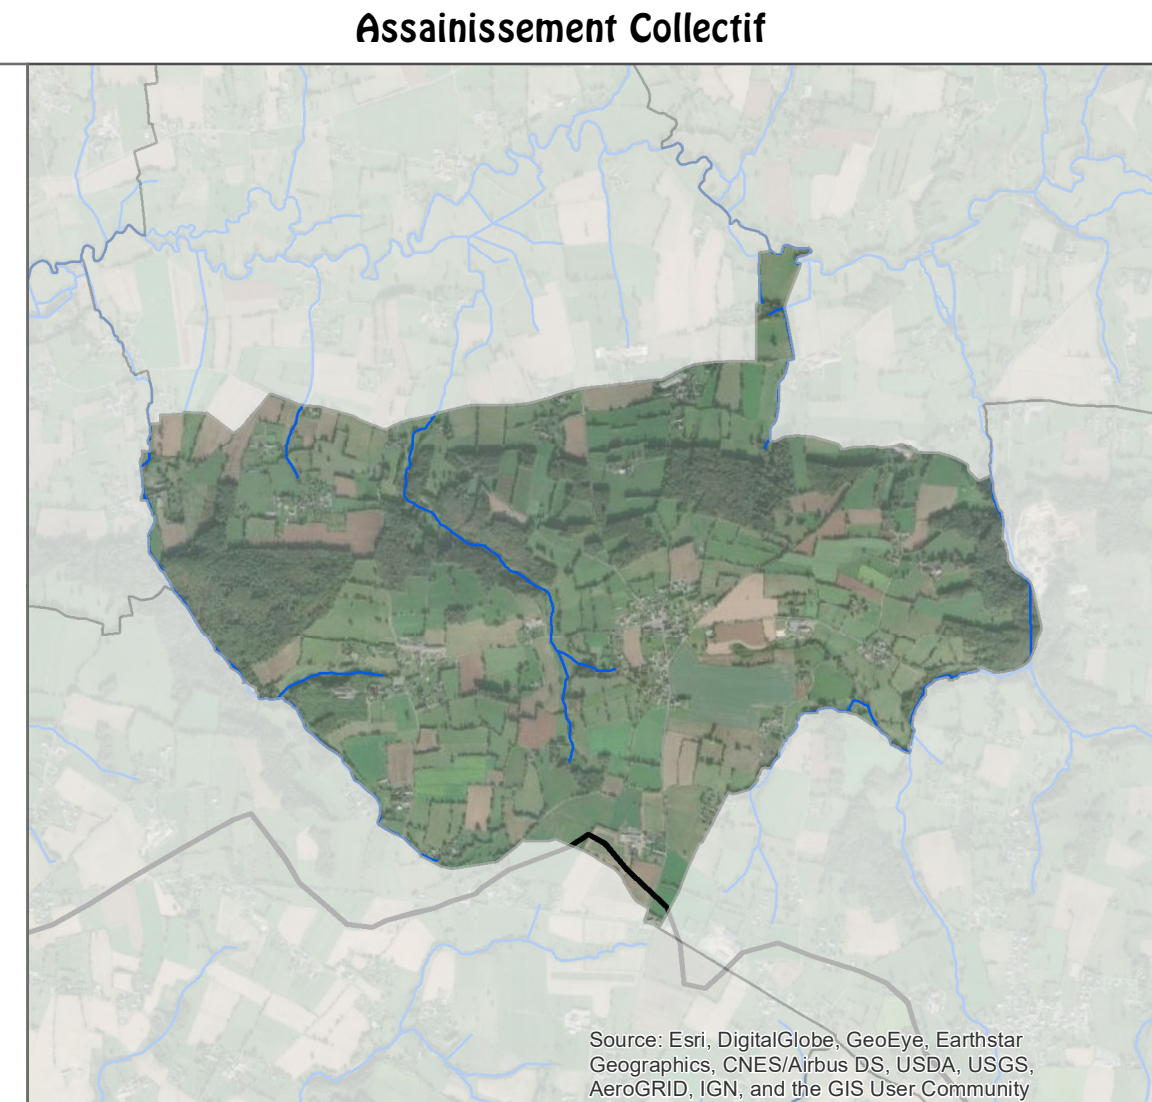 Assainissement Collectif
Source: Esri, DigitalGlobe, GeoEye, Earthstar
Geographics, CNES/Airbus DS, USDA, USGS,
AeroGRID, IGN, and the GIS User Community